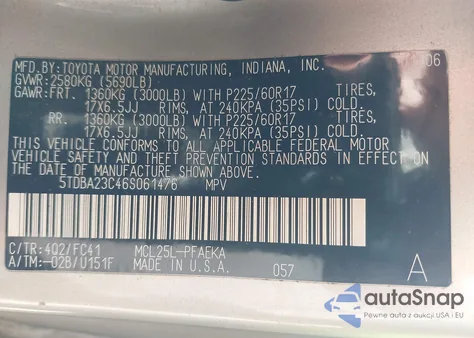 MFD.BY:TOYOTA MOTOR MANUFACTURING, INDIANA, INC. 06
GVWR:2580KG (5690LB)
GAWR:FRT. 1360KG (3000LB) WITH P225/60R17 TIRES,
17X6.5JJ RIMS, AT 240KPA (35PSI) COLD.
RR. 1360KG (3000LB) WITH P225/60R17 TIRES,
17X6.5JJ RIMS, AT 240KPA (35PSI) COLD.
THIS VEHICLE CONFORMS TO ALL APPLICABLE FEDERAL MOTOR
VEHICLE SAFETY AND THEFT PREVENTION STANDARDS IN EFFECT
ON THE DATE OF MANUFACTURE SHOWN ABOVE.
5TDBA23C46S061476 MPV
C/TR:402/FC41 MCL25L-PFAEKA
A/TM:-02B/U151F MADE IN U.S.A. 057 A
autoSnap
Pewne auta z USA i EU